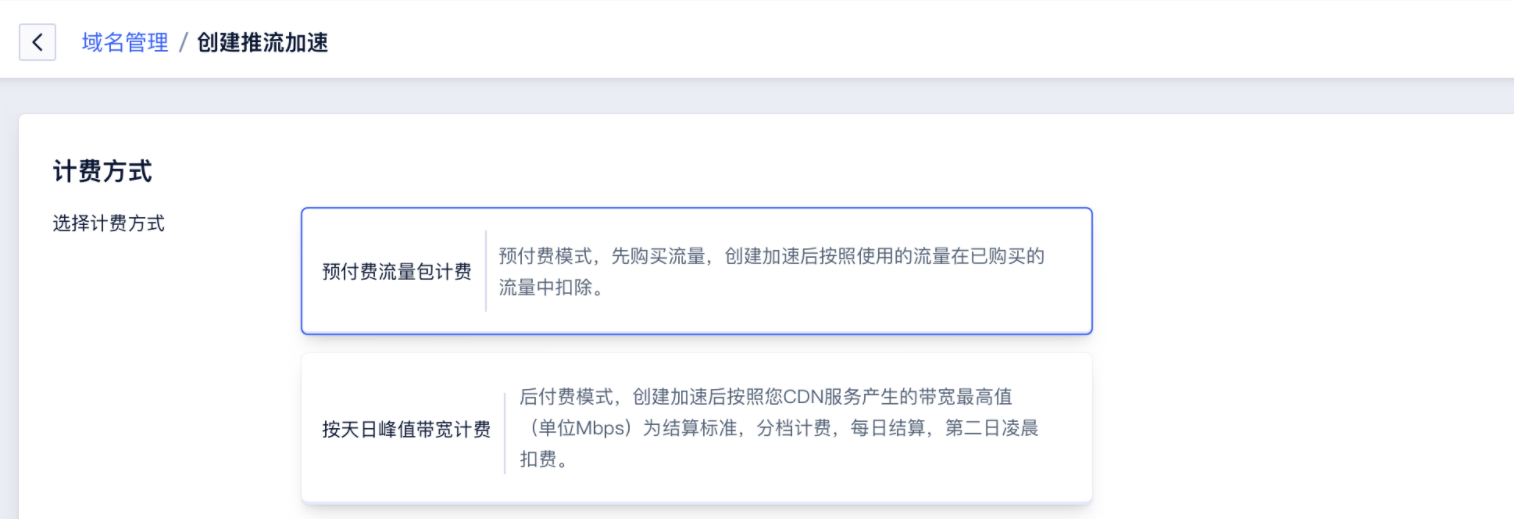 域名管理 / 创建推流加速
计费方式
选择计费方式
预付费流量包计费
预付费模式，先购买流量，创建加速后按照使用的流量在已购买的
流量中扣除。
按天日峰值带宽计费
后付费模式，创建加速后按照您CDN服务产生的带宽最高值
（单位Mbps）为结算标准，分档计费，每日结算，第二日凌晨
扣费。